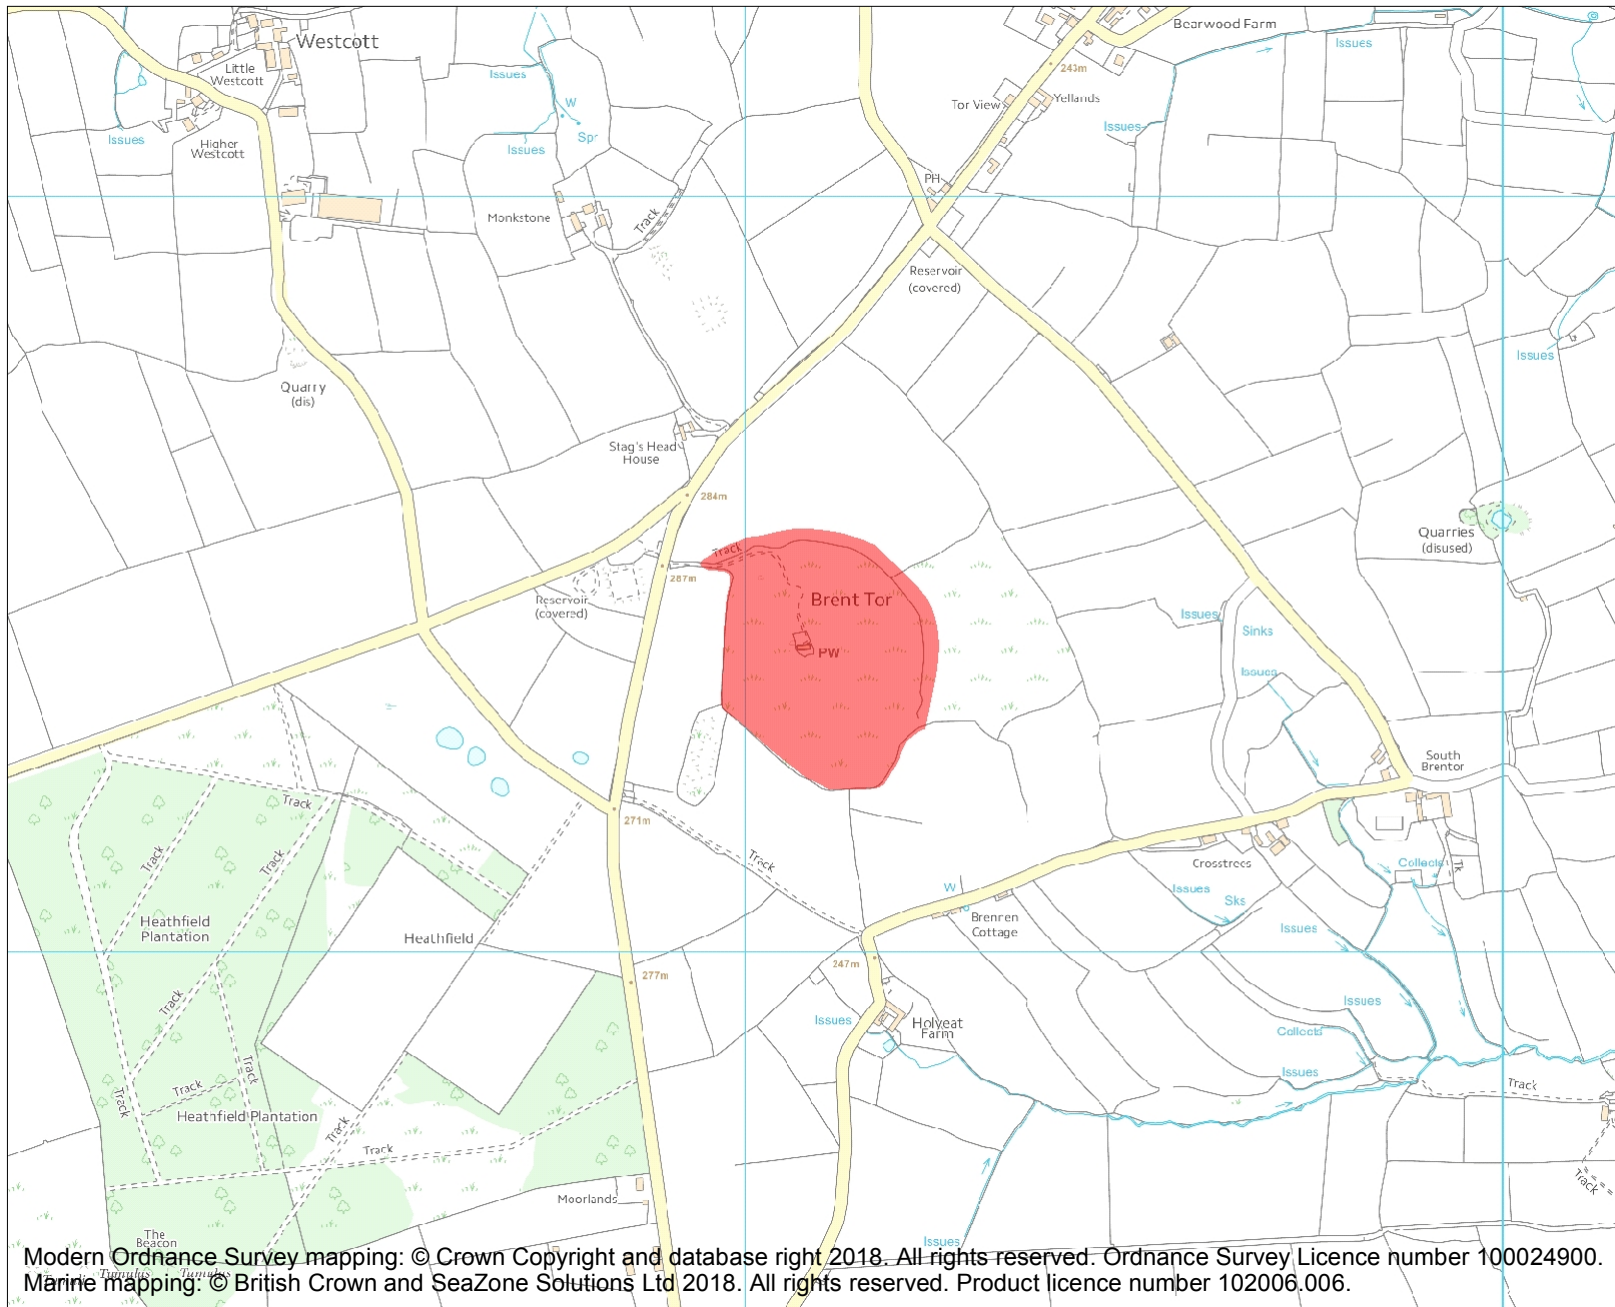 Westcott
Bearwood Farm
Issues
Little
Westcott
Issues
243m
W
Tor View
Yellands
Issues
Spr
Issues
Issues
Higher
Westcott
PH
Monkstone
Track
Reservoir
(covered)
Issues
Quarry
(dis)
Stag's Head
House
284m
Quarries
(disused)
Track
287m
Reservoir
(covered)
Brent Tor
Issues
Sinks
PW
Issues
South
Brentor
Track
271m
Track
Track
Track
Crosstrees
Collects
Tk
Issues
Sks
W
Brenren
Cottage
Heathfield
Plantation
Heathfield
Issues
247m
277m
Track
Issues
Issues
Holyeat
Farm
Collects
Issues
Track
Track
Track
Track
Heathfield Plantation
Track
Track
Track
Moorlands
The
Beacon
Issues
Tumulus
Tumulus
Modern Ordnance Survey mapping: © Crown Copyright and database right 2018. All rights reserved. Ordnance Survey Licence number 100024900.
Marine mapping: © British Crown and SeaZone Solutions Ltd 2018. All rights reserved. Product licence number 102006.006.